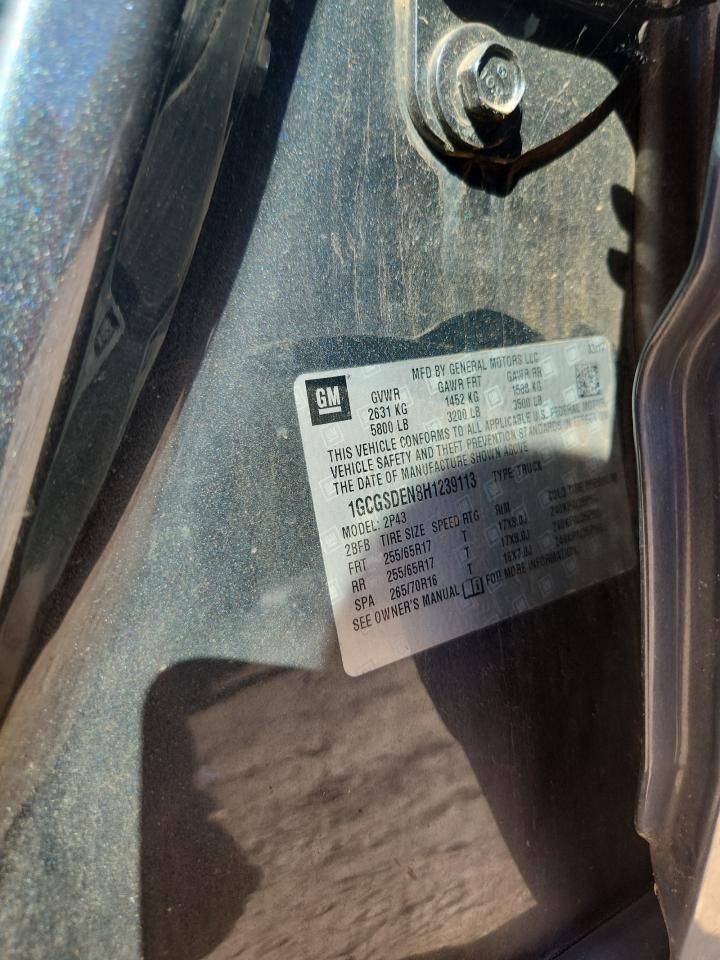 GM
MFD BY GENERAL MOTORS LLC
GVWR GAWR FRT GAWR RR
2631 KG 1452 KG 1588 KG
5800 LB 3200 LB 3500 LB
THIS VEHICLE CONFORMS TO ALL APPLICABLE U.S. FEDERAL MOTOR
VEHICLE SAFETY AND THEFT PREVENTION STANDARDS IN EFFECT
THE DATE OF MANUFACTURE SHOWN ABOVE
1GCGSDEN8H1239113 TYPE: TRUCK
MODEL: 2P43
2BFB TIRE SIZE SPEED RTG RIM COLD TIRE PRESSURE
FRT 255/65R17 T 17X8.0J
RR 255/65R17 T 17X8.0J
SPA 265/70R16 T 16X7.0J
SEE OWNER'S MANUAL FOR MORE INFORMATION.